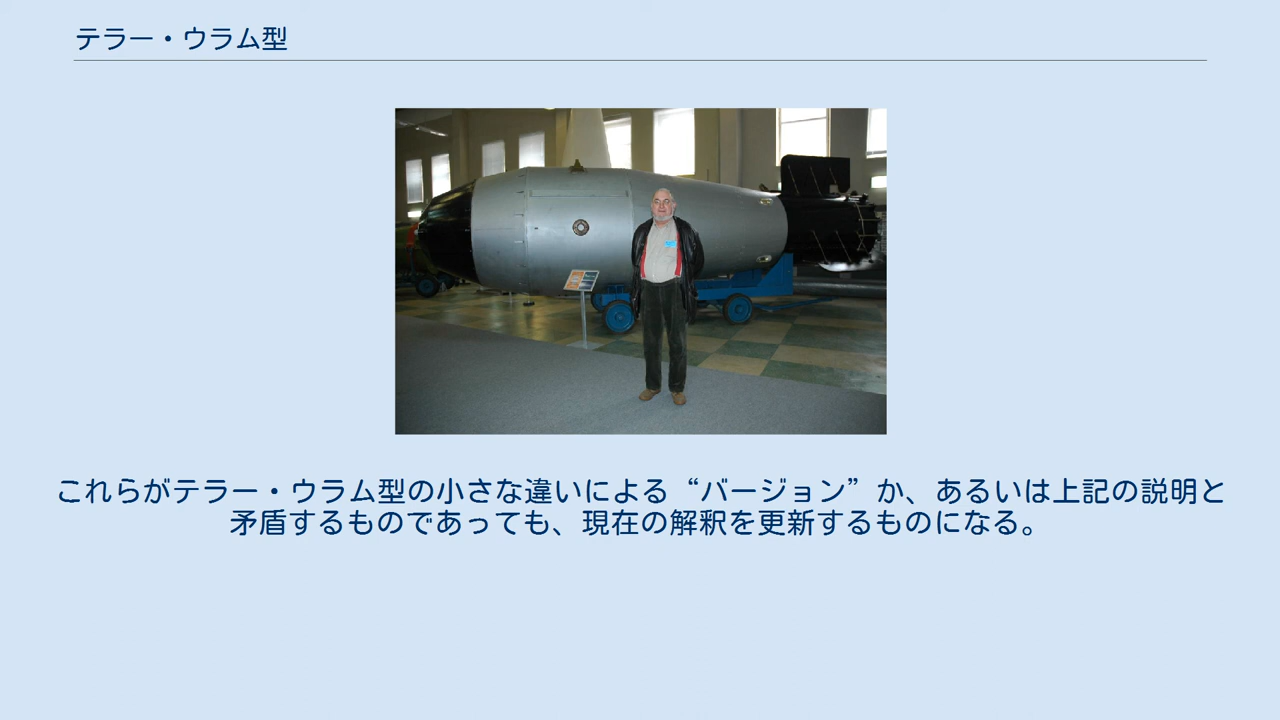 テラー・ウラム型
これらがテラー・ウラム型の小さな違いによる“バージョン”か、あるいは上記の説明と
矛盾するものであっても、現在の解釈を更新するものになる。